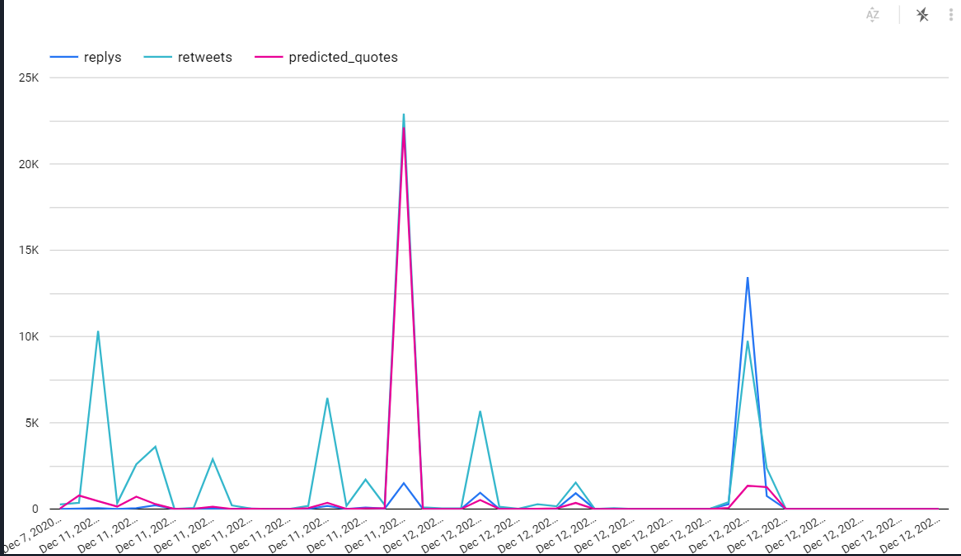 AZ
replys retweets predicted_quotes
25K
20K
15K
10K
5K
0
Dec 7, 2020… Dec 11, 202… Dec 11, 202… Dec 11, 202… Dec 11, 202… Dec 11, 202… Dec 11, 202… Dec 11, 202… Dec 11, 202… Dec 11, 202… Dec 12, 202… Dec 12, 202… Dec 12, 202… Dec 12, 202… Dec 12, 202… Dec 12, 202… Dec 12, 202… Dec 12, 202… Dec 12, 202… Dec 12, 202… Dec 12, 202… Dec 12, 202… Dec 12, 202… Dec 12, 202…